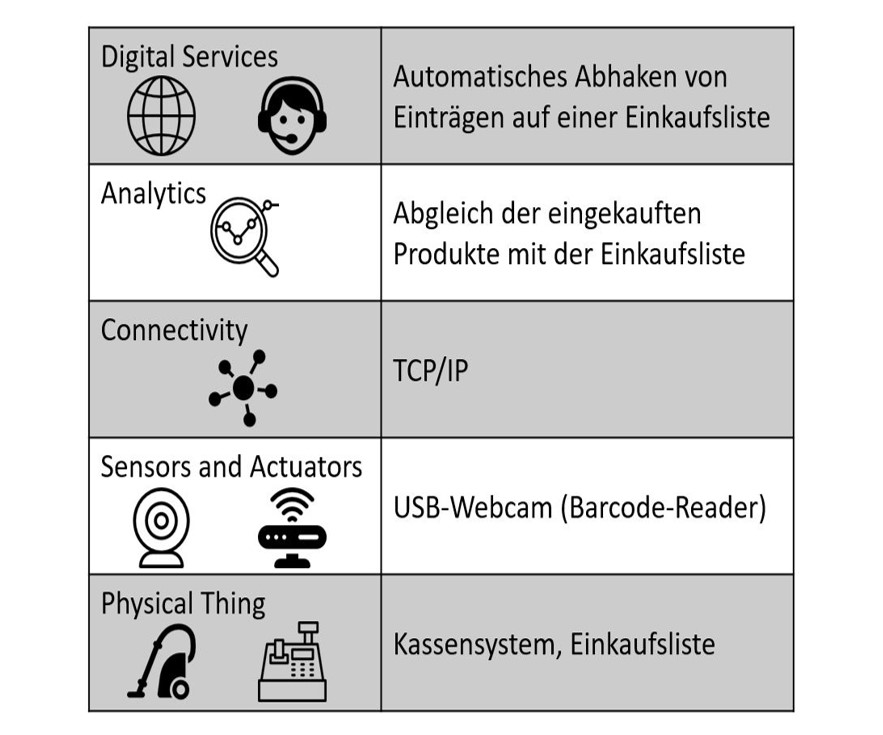 Digital Services
Automatisches Abhaken von
Einträgen auf einer Einkaufsliste
Analytics
Abgleich der eingekauften
Produkte mit der Einkaufsliste
Connectivity
TCP/IP
Sensors and Actuators
USB-Webcam (Barcode-Reader)
Physical Thing
Kassensystem, Einkaufsliste